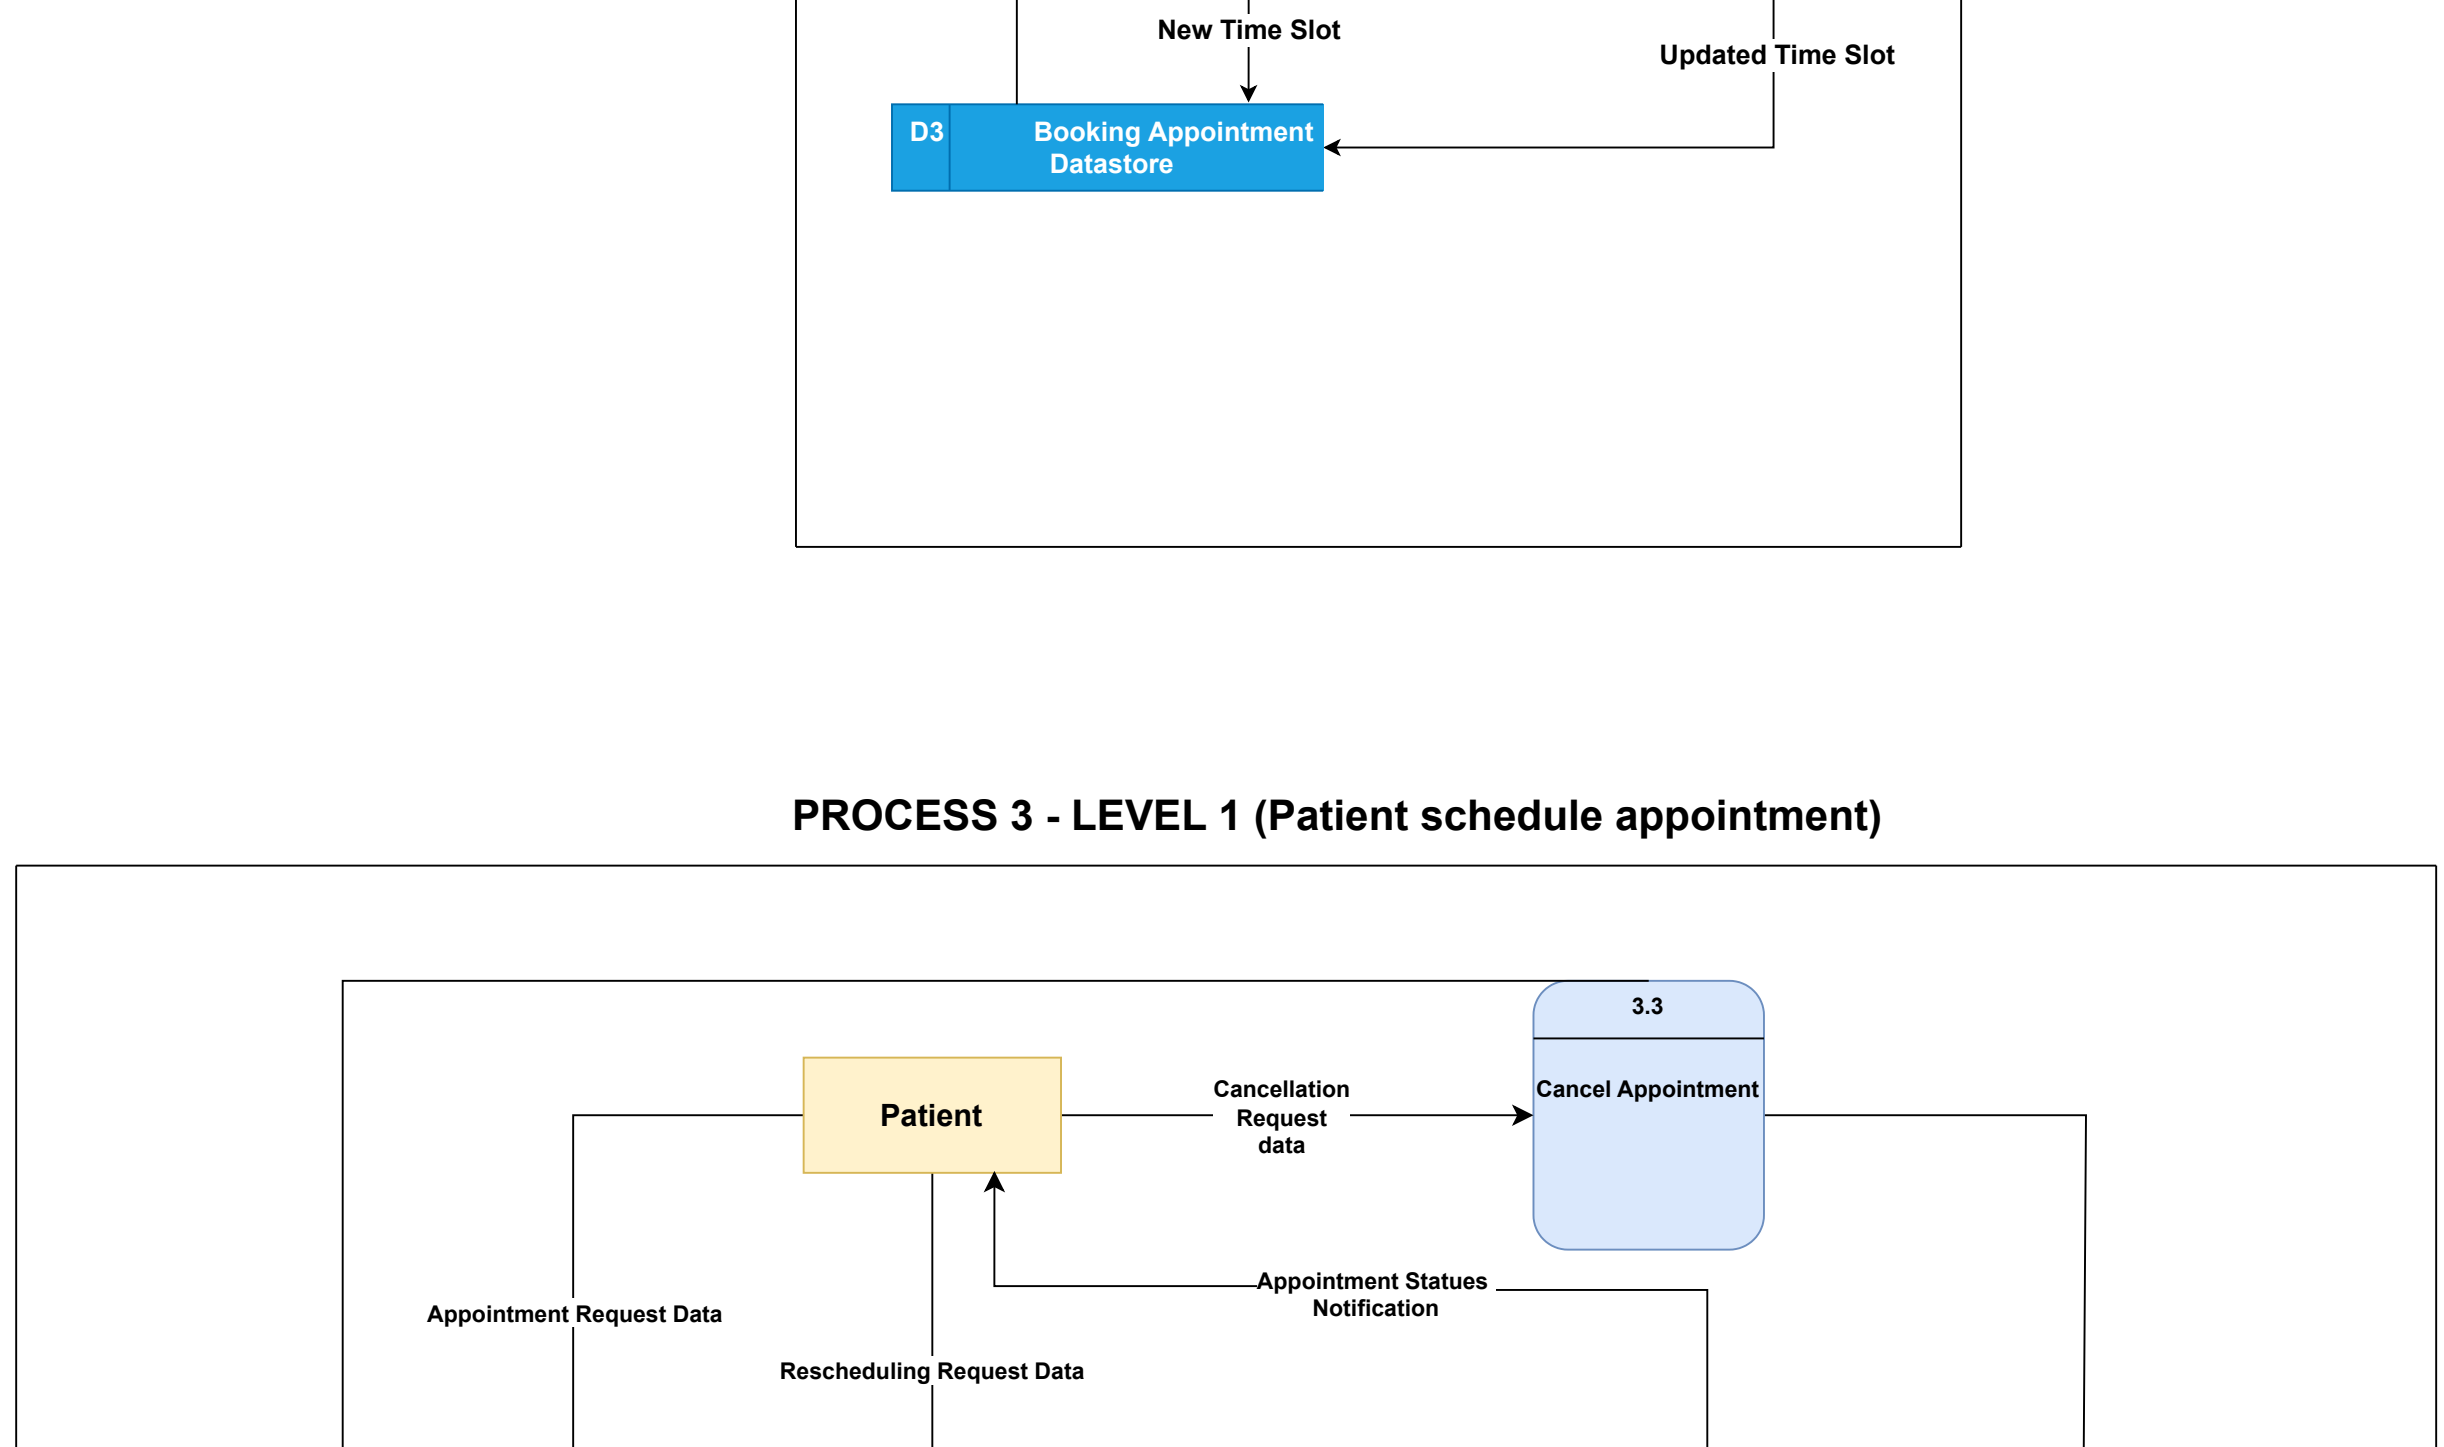 New Time Slot
Updated Time Slot
D3
Booking Appointment
Datastore
PROCESS 3 - LEVEL 1 (Patient schedule appointment)
3.3
Cancel Appointment
Patient
Cancellation
Request
data
Appointment Statues
Notification
Appointment Request Data
Rescheduling Request Data